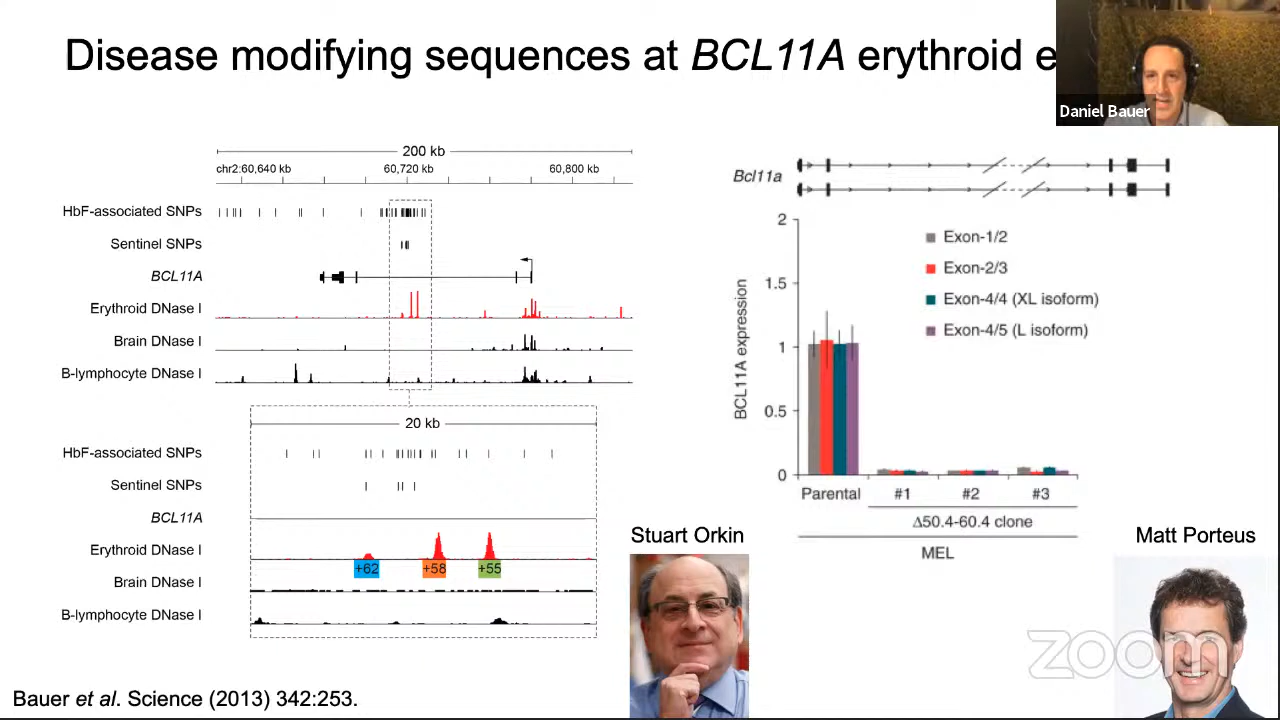 Disease modifying sequences at BCL11A erythroid e
Daniel Bauer
200 kb
chr2:60,640 kb 60,720 kb 60,800 kb
HbF-associated SNPs
Sentinel SNPs
BCL11A
Erythroid DNase I
Brain DNase I
B-lymphocyte DNase I
20 kb
HbF-associated SNPs
Sentinel SNPs
BCL11A
Erythroid DNase I
+62 +58 +55
Brain DNase I
B-lymphocyte DNase I
Bcl11a
BCL11A expression
2
1.5
1
0.5
0
Exon-1/2
Exon-2/3
Exon-4/4 (XL isoform)
Exon-4/5 (L isoform)
Parental #1 #2 #3
Δ50.4-60.4 clone
MEL
Stuart Orkin
Matt Porteus
zoom
Bauer et al. Science (2013) 342:253.